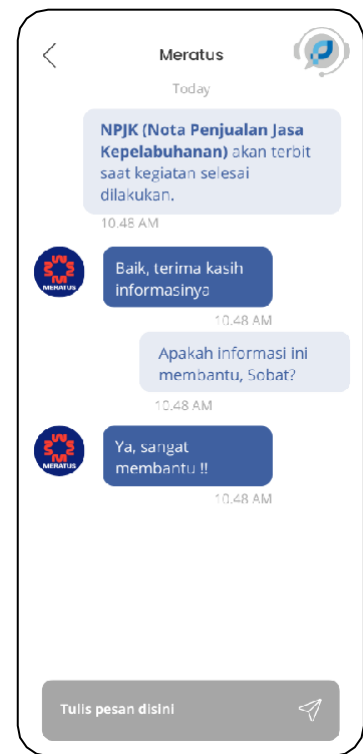 Meratus
Today
NPJK (Nota Penjualan Jasa
Kepelabuhanan) akan terbit
saat kegiatan selesai
dilakukan.
10.48 AM
MERATUS
Baik, terima kasih
informasinya
10.48 AM
Apakah informasi ini
membantu, Sobat?
10.48 AM
MERATUS
Ya, sangat
membantu !!
10.48 AM
Tulis pesan disini